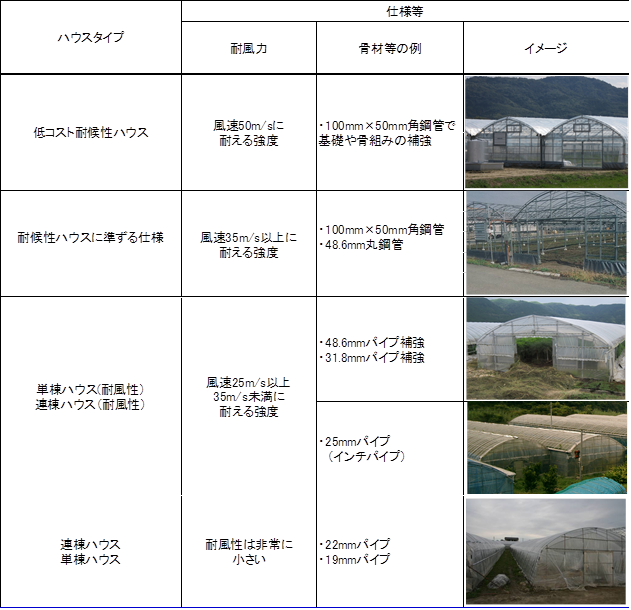 ハウスタイプ
仕様等
耐風力
骨材等の例
イメージ
低コスト耐候性ハウス
風速50m/sに
耐える強度
・100mm×50mm角鋼管で
基礎や骨組みの補強
耐候性ハウスに準ずる仕様
風速35m/s以上に
耐える強度
・100mm×50mm角鋼管
・48.6mm丸鋼管
単棟ハウス(耐風性)
連棟ハウス(耐風性)
風速25m/s以上
35m/s未満に
耐える強度
・48.6mmパイプ補強
・31.8mmパイプ補強
・25mmパイプ
(インチパイプ)
連棟ハウス
単棟ハウス
耐風性は非常に
小さい
・22mmパイプ
・19mmパイプ